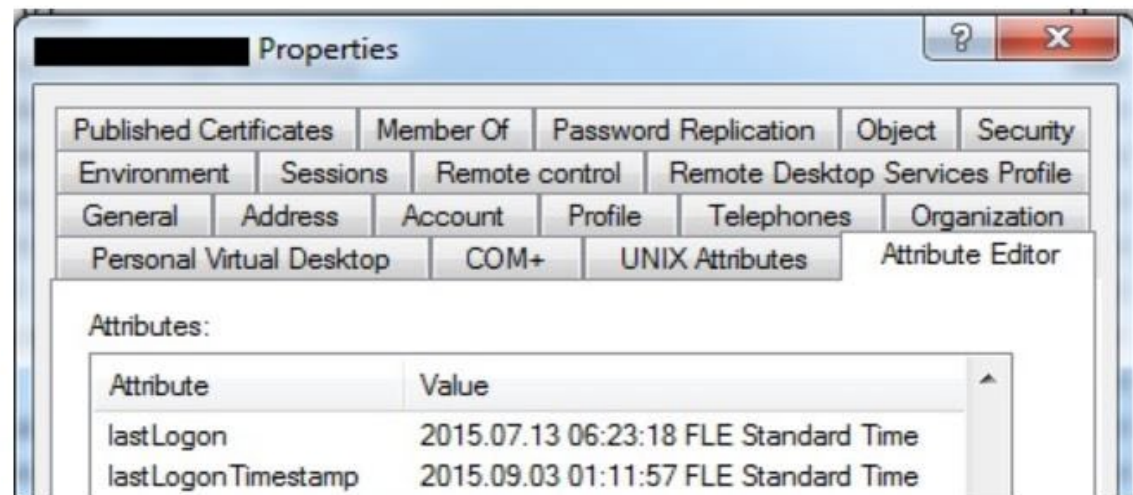 Properties
Published Certificates Member Of Password Replication Object Security
Environment Sessions Remote control Remote Desktop Services Profile
General Address Account Profile Telephones Organization
Personal Virtual Desktop COM+ UNIX Attributes Attribute Editor
Attributes:
Attribute Value
lastLogon 2015.07.13 06:23:18 FLE Standard Time
lastLogonTimestamp 2015.09.03 01:11:57 FLE Standard Time